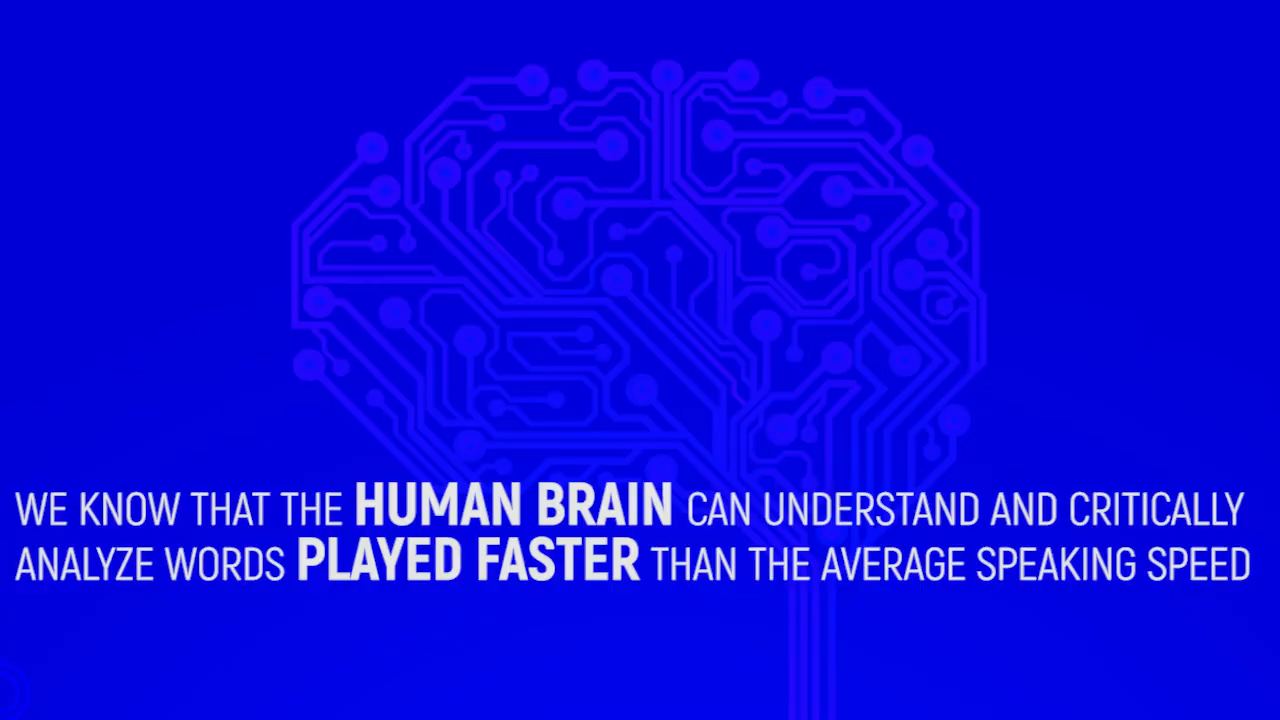 WE KNOW THAT THE HUMAN BRAIN CAN UNDERSTAND AND CRITICALLY
ANALYZE WORDS PLAYED FASTER THAN THE AVERAGE SPEAKING SPEED